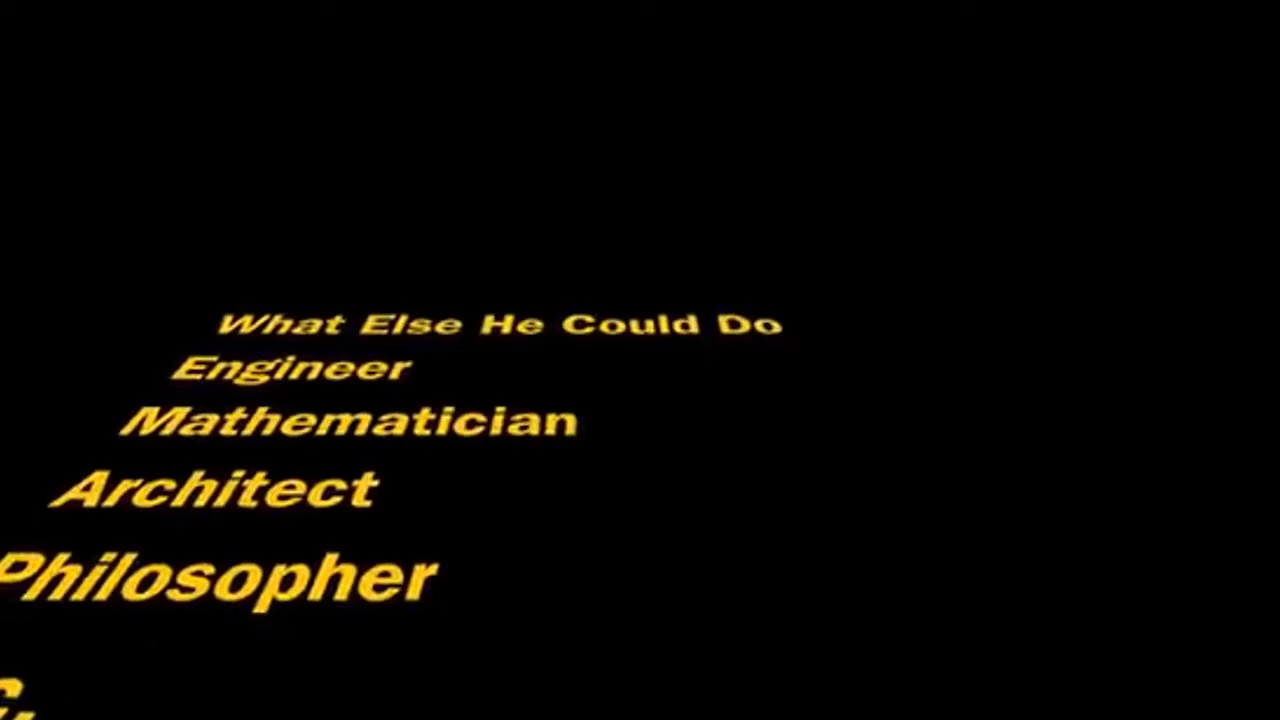 What Else He Could Do
Engineer
Mathematician
Architect
Philosopher